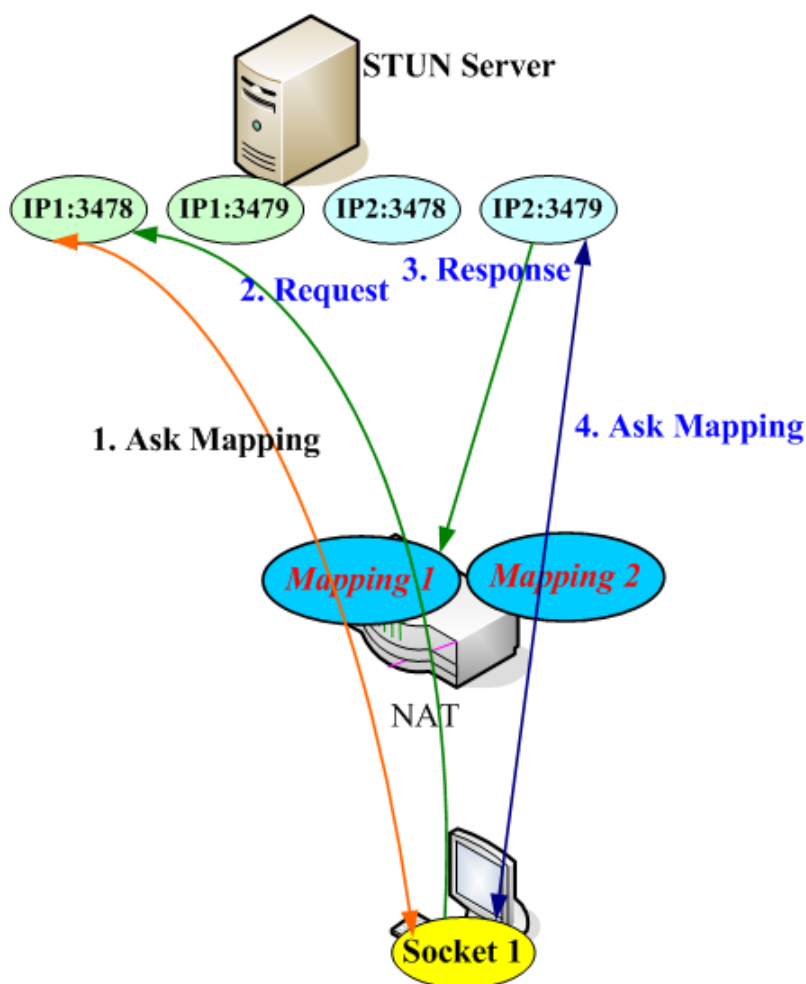 STUN Server
IP1:3478
IP1:3479
IP2:3478
IP2:3479
3. Response
2. Request
1. Ask Mapping
4. Ask Mapping
Mapping 1
Mapping 2
NAT
Socket 1